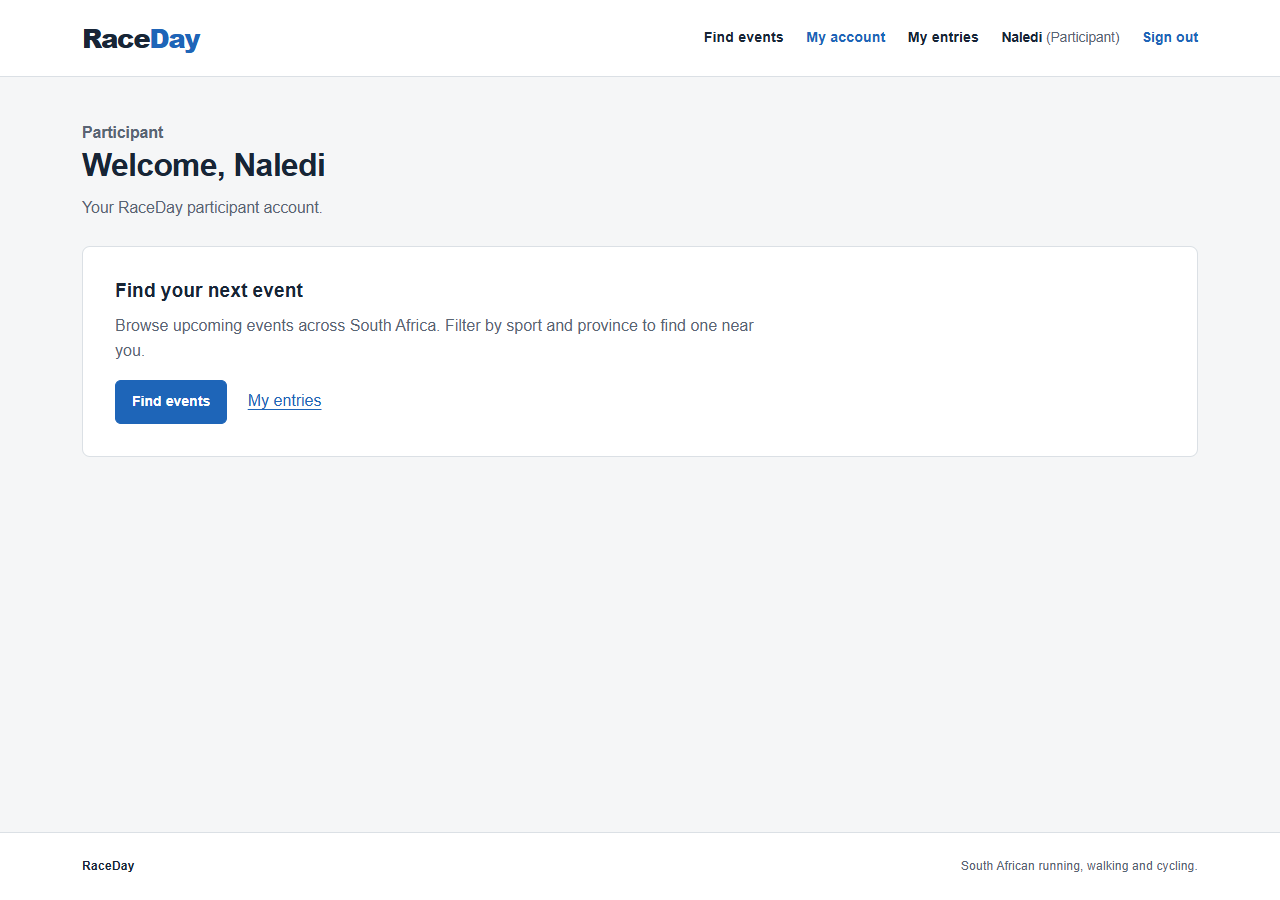 RaceDay
Find events My account My entries Naledi (Participant) Sign out
Participant
Welcome, Naledi
Your RaceDay participant account.
Find your next event
Browse upcoming events across South Africa. Filter by sport and province to find one near
you.
Find events My entries
RaceDay South African running, walking and cycling.